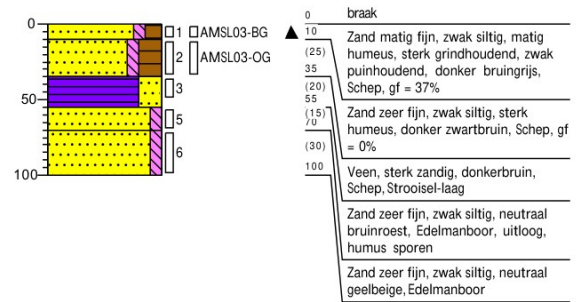 0
50
100
1 AMSL03-BG
2 AMSL03-OG
3
5
6
0 braak
10
Zand matig fijn, zwak siltig, matig
(25)
humeus, sterk grindhoudend, zwak
puinhoudend, donker bruingrijs,
35
Schep, gf = 37%
(20)
55
Zand zeer fijn, zwak siltig, sterk
(15)
humeus, donker zwartbruin, Schep, gf
70
= 0%
(30)
100
Veen, sterk zandig, donkerbruin,
Schep, Strooisel-laag
Zand zeer fijn, zwak siltig, neutraal
bruinroest, Edelmanboor, uitloog,
humus sporen
Zand zeer fijn, zwak siltig, neutraal
geelbeige, Edelmanboor